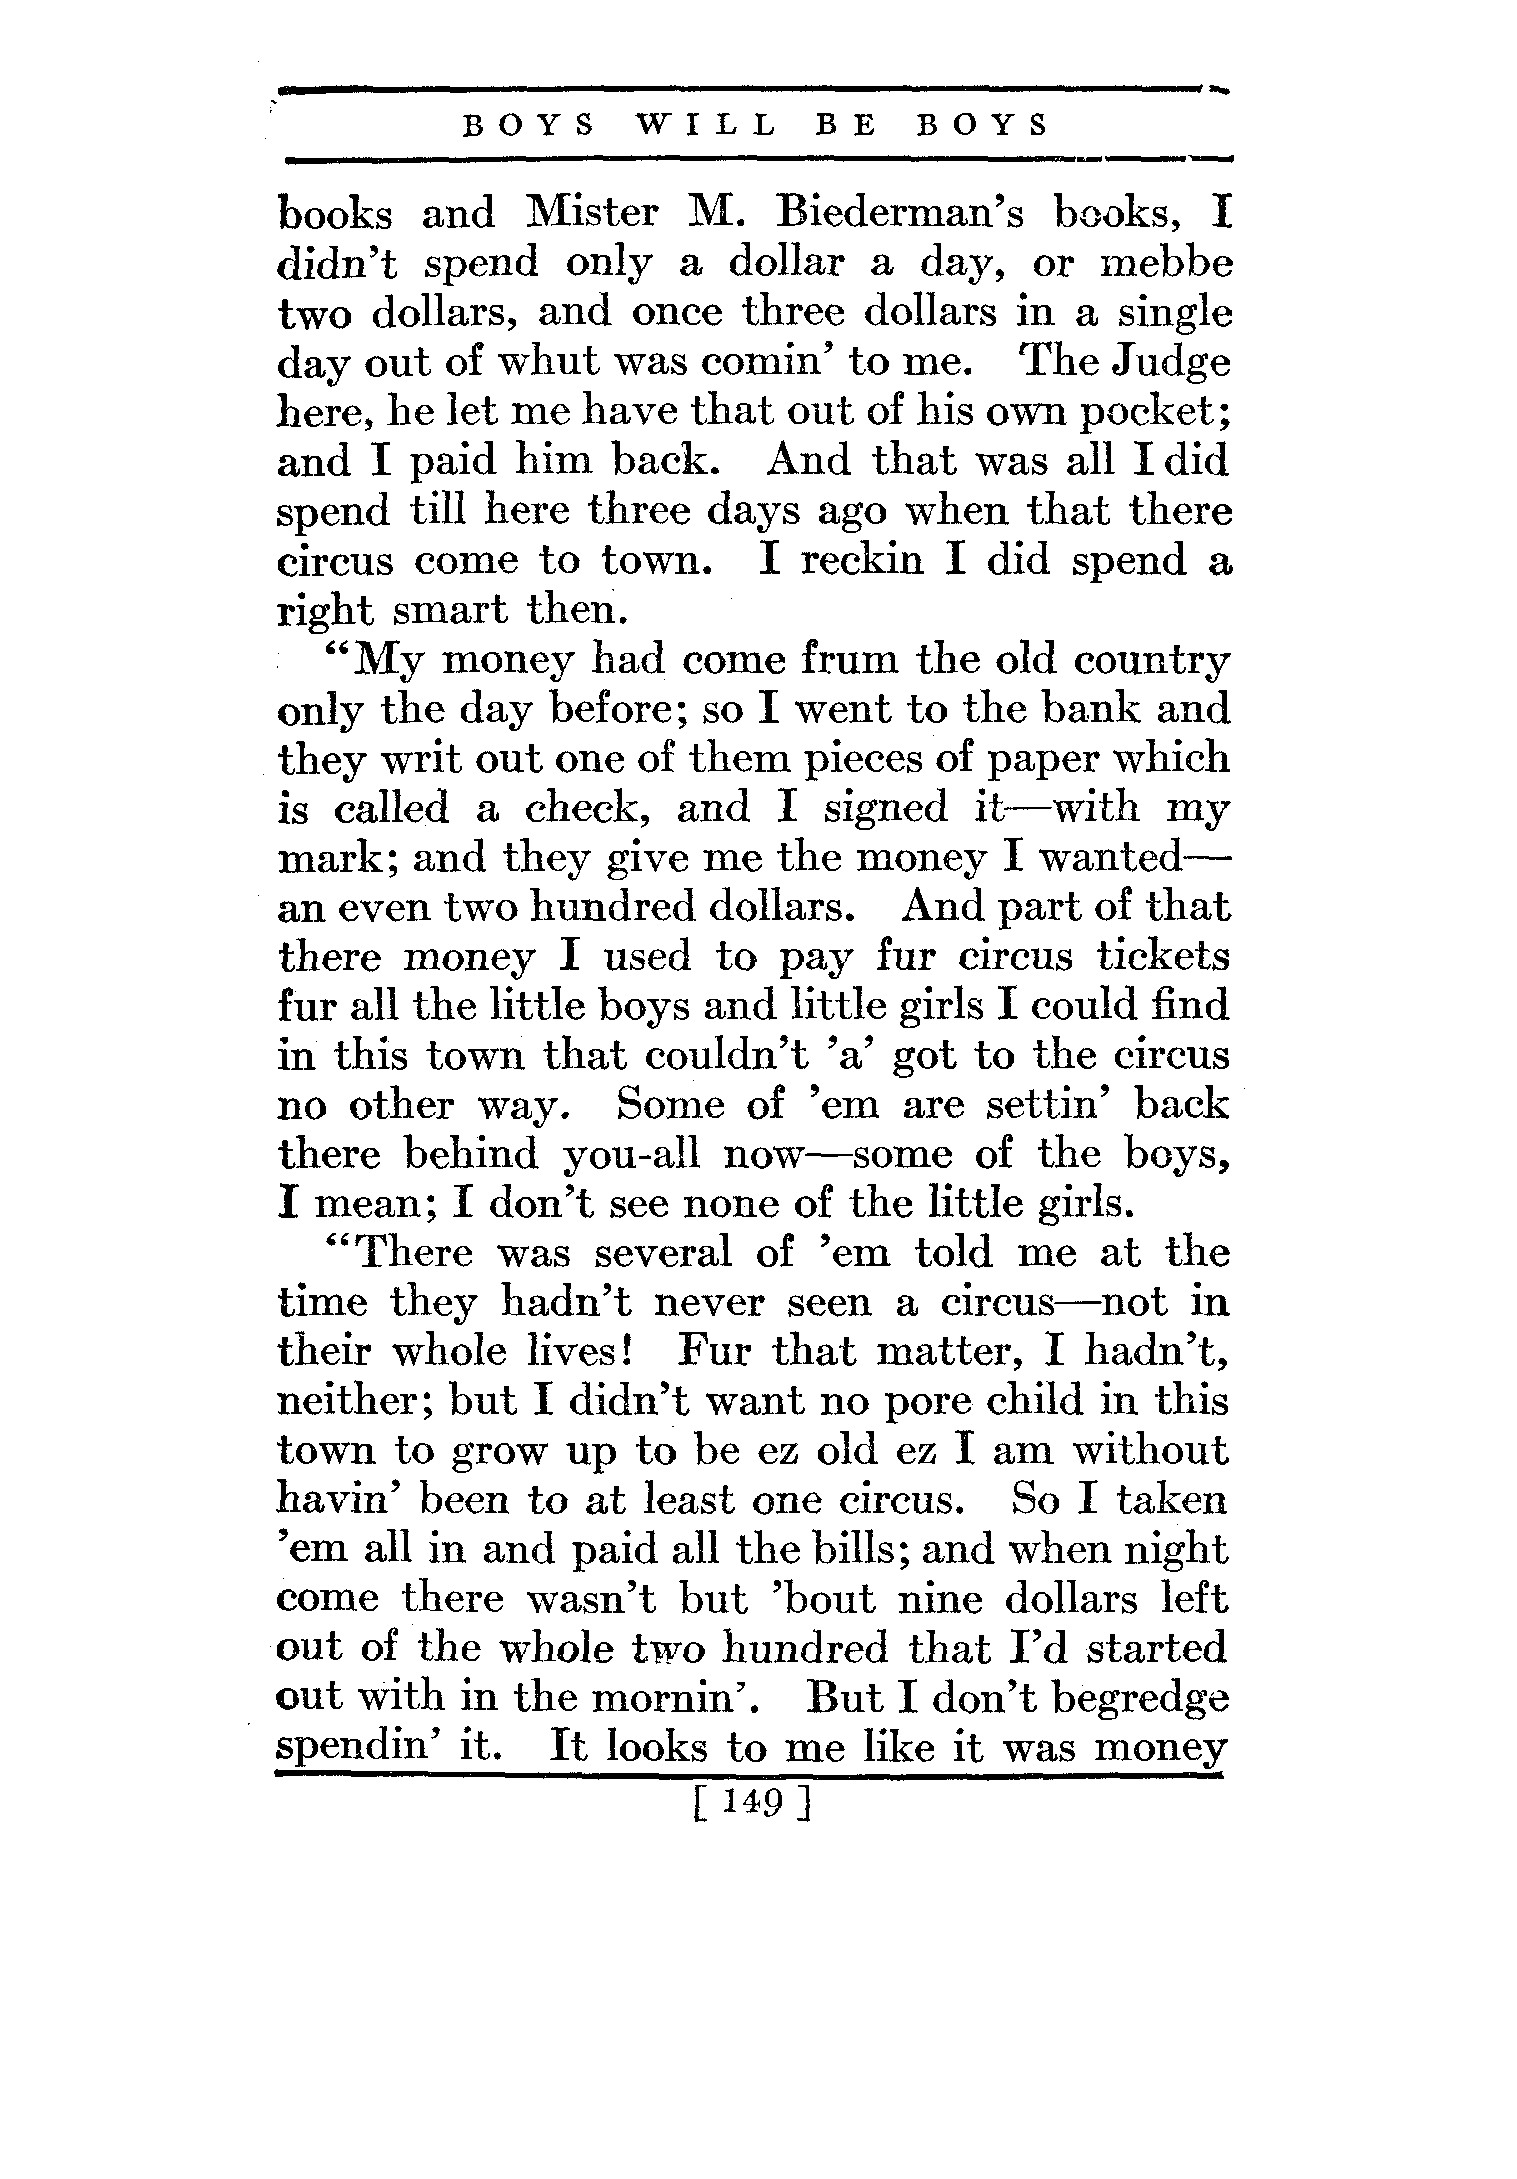 BOYS WILL BE BOYS
books and Mister M. Biederman's books, I
didn't spend only a dollar a day, or mebbe
two dollars, and once three dollars in a single
day out of whut was comin' to me. The Judge
here, he let me have that out of his own pocket;
and I paid him back. And that was all I did
spend till here three days ago when that there
circus come to town. I reckin I did spend a
right smart then.
"My money had come frum the old country
only the day before; so I went to the bank and
they writ out one of them pieces of paper which
is called a check, and I signed it—with my
mark; and they give me the money I wanted—
an even two hundred dollars. And part of that
there money I used to pay fur circus tickets
fur all the little boys and little girls I could find
in this town that couldn't 'a' got to the circus
no other way. Some of 'em are settin' back
there behind you-all now—some of the boys,
I mean; I don't see none of the little girls.
"There was several of 'em told me at the
time they hadn't never seen a circus—not in
their whole lives! Fur that matter, I hadn't,
neither; but I didn't want no pore child in this
town to grow up to be ez old ez I am without
havin' been to at least one circus. So I taken
'em all in and paid all the bills; and when night
come there wasn't but 'bout nine dollars left
out of the whole two hundred that I'd started
out with in the mornin'. But I don't begredge
spendin' it. It looks to me like it was money
[ 149 ]